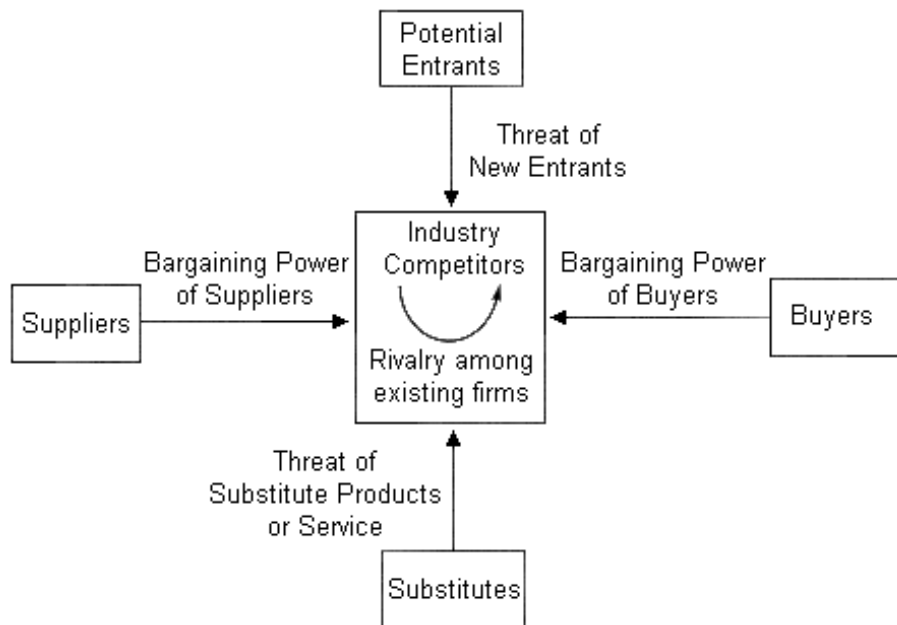 Potential
Entrants
Threat of
New Entrants
Industry
Competitors
Bargaining Power
of Suppliers
Bargaining Power
of Buyers
Suppliers
Buyers
Rivalry among
existing firms
Threat of
Substitute Products
or Service
Substitutes